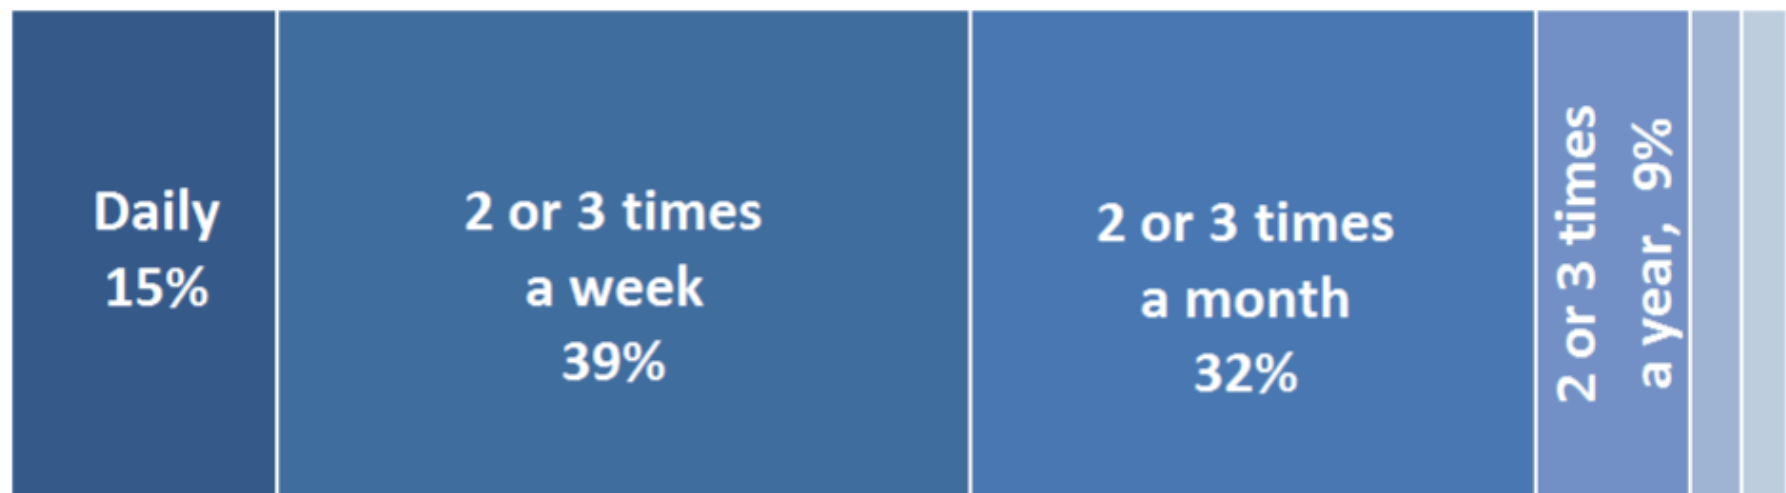 Daily
15%
2 or 3 times
a week
39%
2 or 3 times
a month
32%
2 or 3 times
a year, 9%